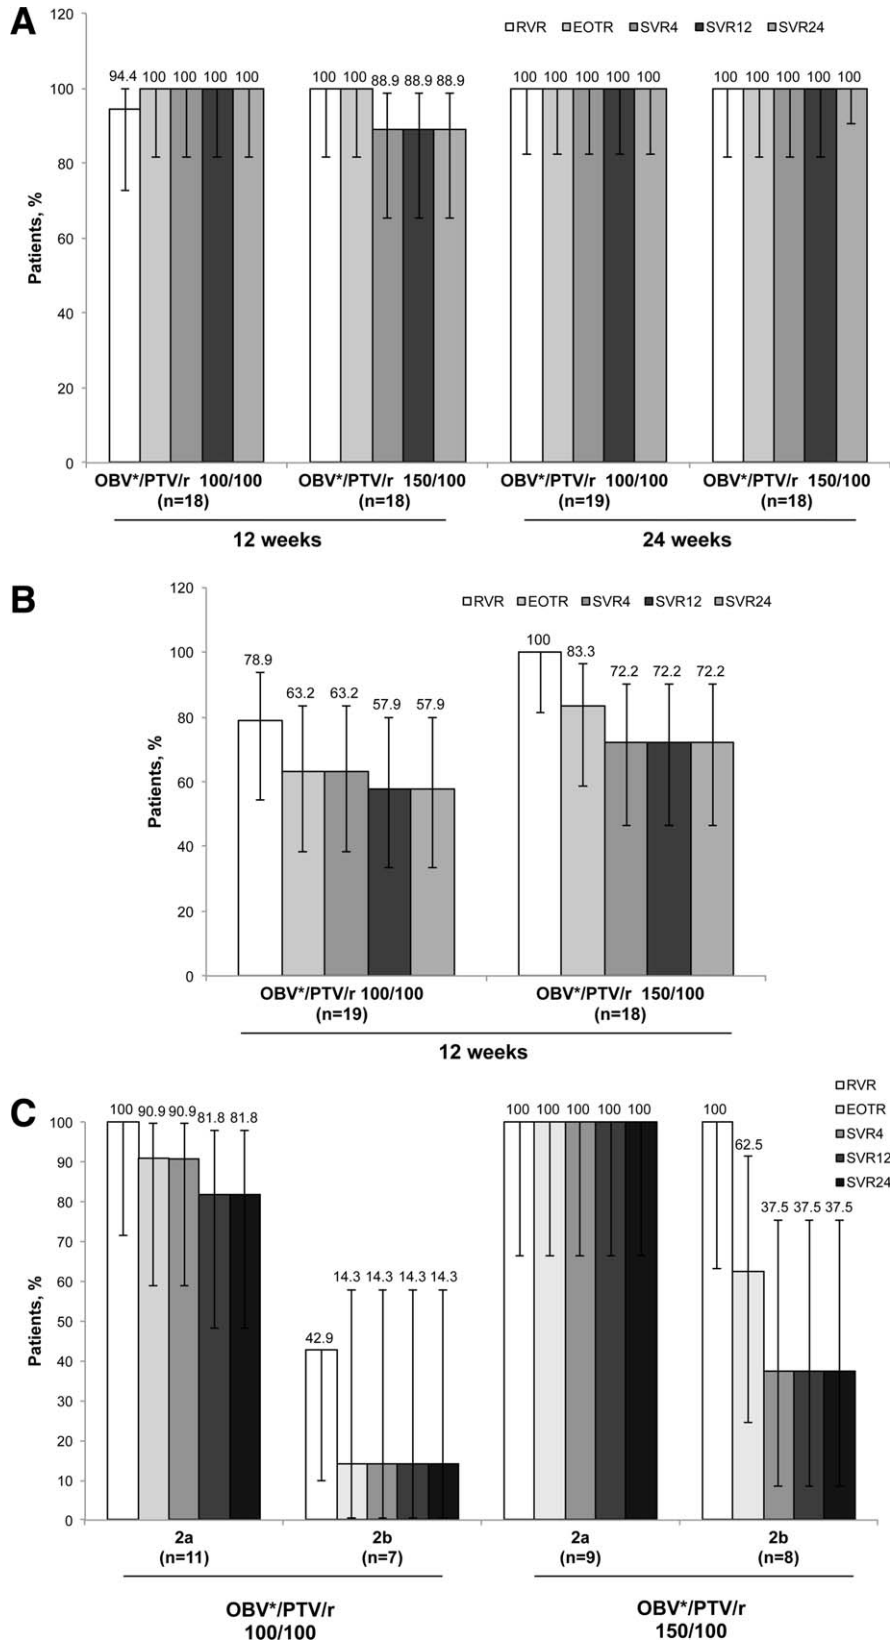 A
120
RVR EOTR SVR4 SVR12 SVR24
94.4 100 100 100 100 100 100 88.9 88.9 88.9 100 100 100 100 100 100 100 100 100 100
100
80
60
40
20
0
Patients, %
OBV*/PTV/r 100/100 OBV*/PTV/r 150/100 OBV*/PTV/r 100/100 OBV*/PTV/r 150/100
(n=18) (n=18) (n=19) (n=18)
12 weeks 24 weeks
B
120
RVR EOTR SVR4 SVR12 SVR24
78.9 63.2 63.2 57.9 57.9 100 83.3 72.2 72.2 72.2
100
80
60
40
20
0
Patients, %
OBV*/PTV/r 100/100 OBV*/PTV/r 150/100
(n=19) (n=18)
12 weeks
C
RVR
EOTR
SVR4
SVR12
SVR24
100 90.9 90.9 81.8 81.8 42.9 14.3 14.3 14.3 14.3 100 100 100 100 100 100 62.5 37.5 37.5 37.5
100
90
80
70
60
50
40
30
20
10
0
Patients, %
2a 2b 2a 2b
(n=11) (n=7) (n=9) (n=8)
OBV*/PTV/r OBV*/PTV/r
100/100 150/100